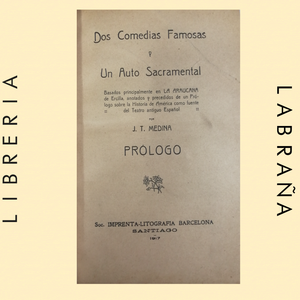 LIBRERIA
Dos Comedias Famosas
Y
Un Auto Sacramental
Basados principalmente en LA ARAUCANA
de Ercilla, anotados y precedidos de un Pró-
logo sobre la Historia de América como fuente
del Teatro antiguo Español
POR
J. T. MEDINA
PRÓLOGO
Soc. IMPRENTA-LITOGRAFIA BARCELONA
SANTIAGO
1917
LABRAÑA